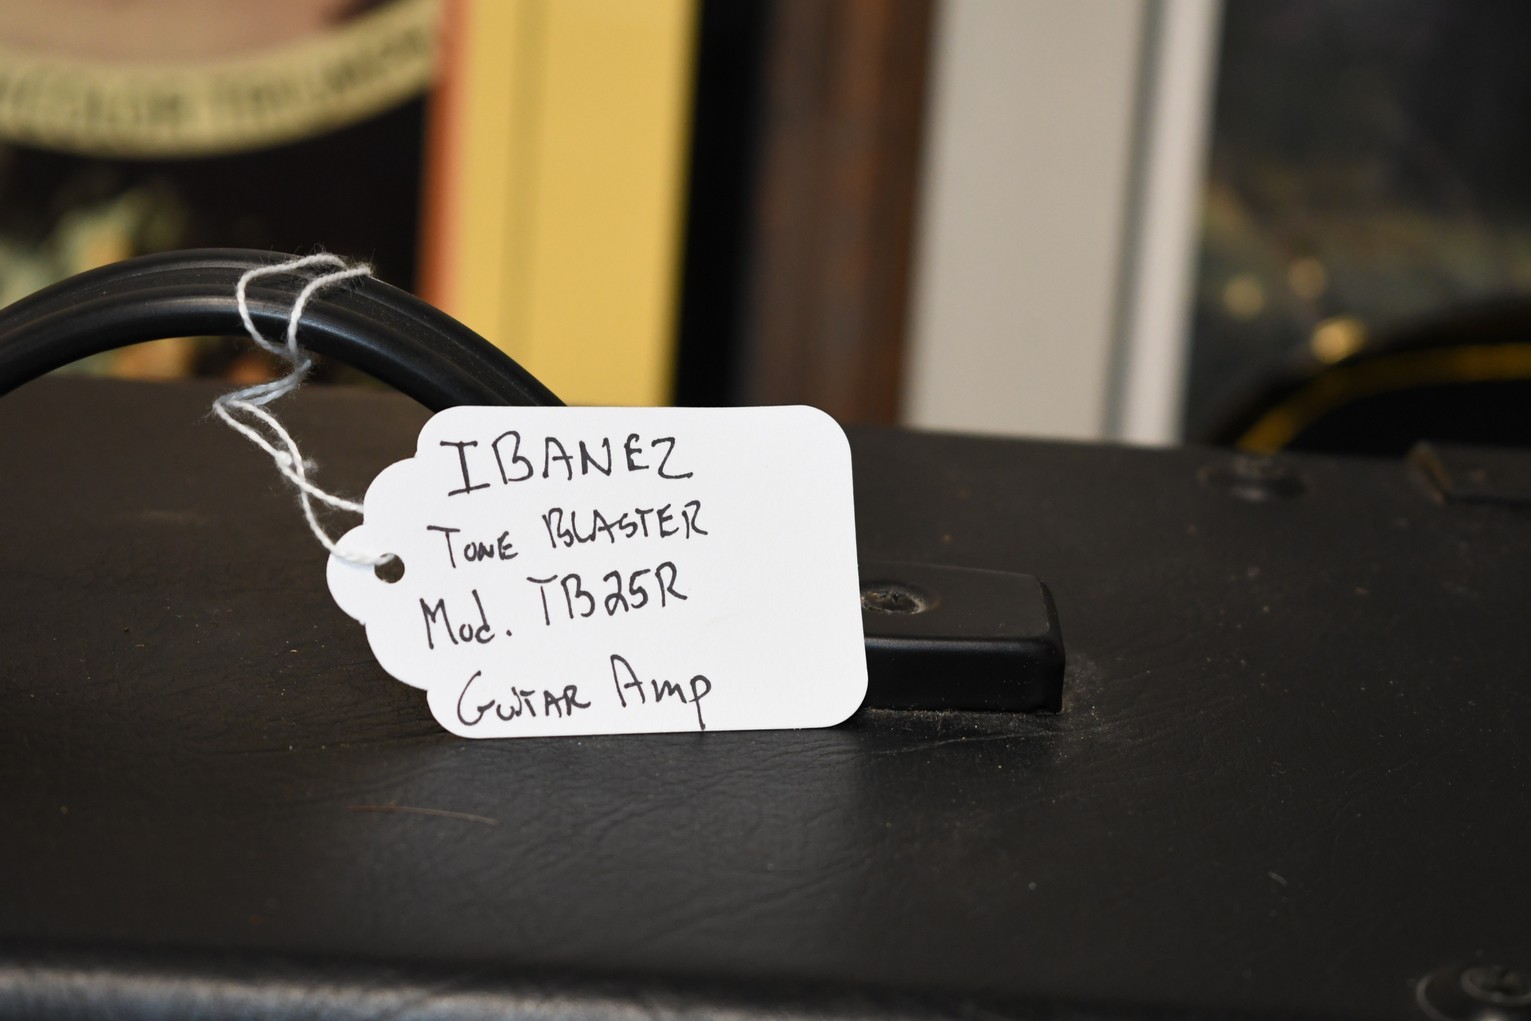 IBANEZ
TONE BLASTER
Mod. TB25R
GUITAR AMP